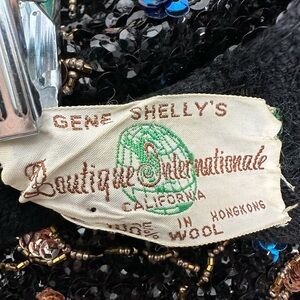 GENE SHELLY'S
Boutique Internationale
CALIFORNIA
IN HONGKONG
WOOL